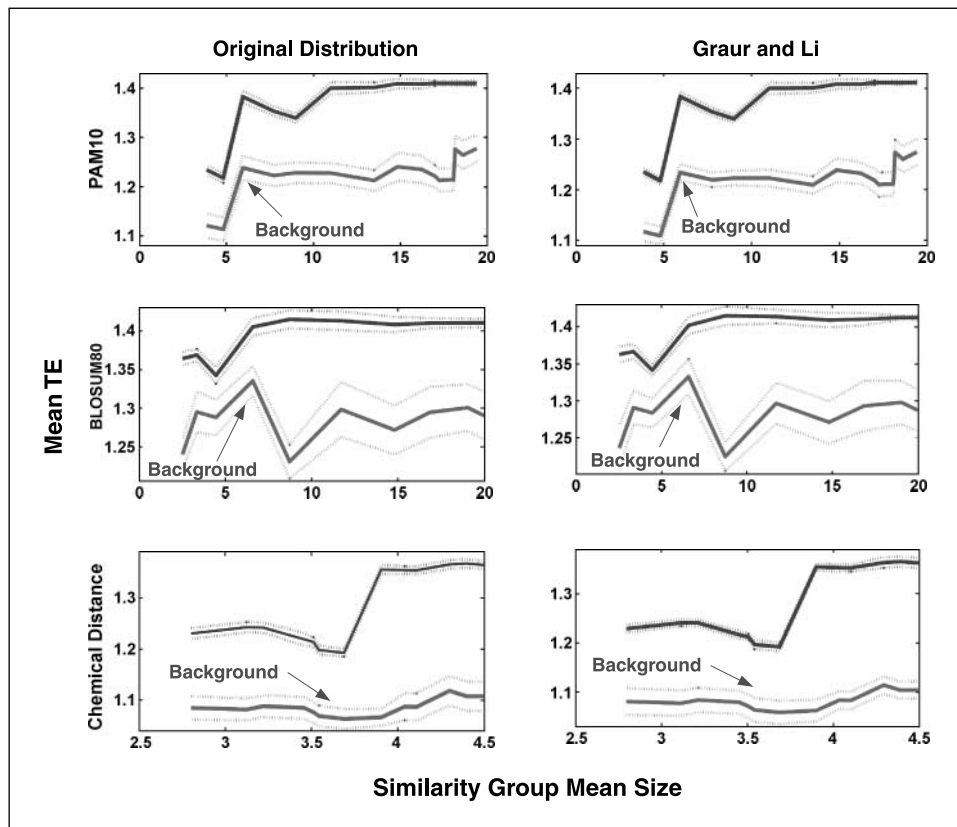 Original Distribution
Graur and Li
Mean TE
PAM10
1.4
1.3
1.2
1.1
Background
0 5 10 15 20
1.4
1.3
1.2
1.1
Background
0 5 10 15 20
BLOSUM80
1.4
1.35
1.3
1.25
Background
0 5 10 15 20
1.4
1.35
1.3
1.25
Background
0 5 10 15 20
Chemical Distance
1.3
1.2
1.1
Background
2.5 3 3.5 4 4.5
1.3
1.2
1.1
Background
2.5 3 3.5 4 4.5
Similarity Group Mean Size